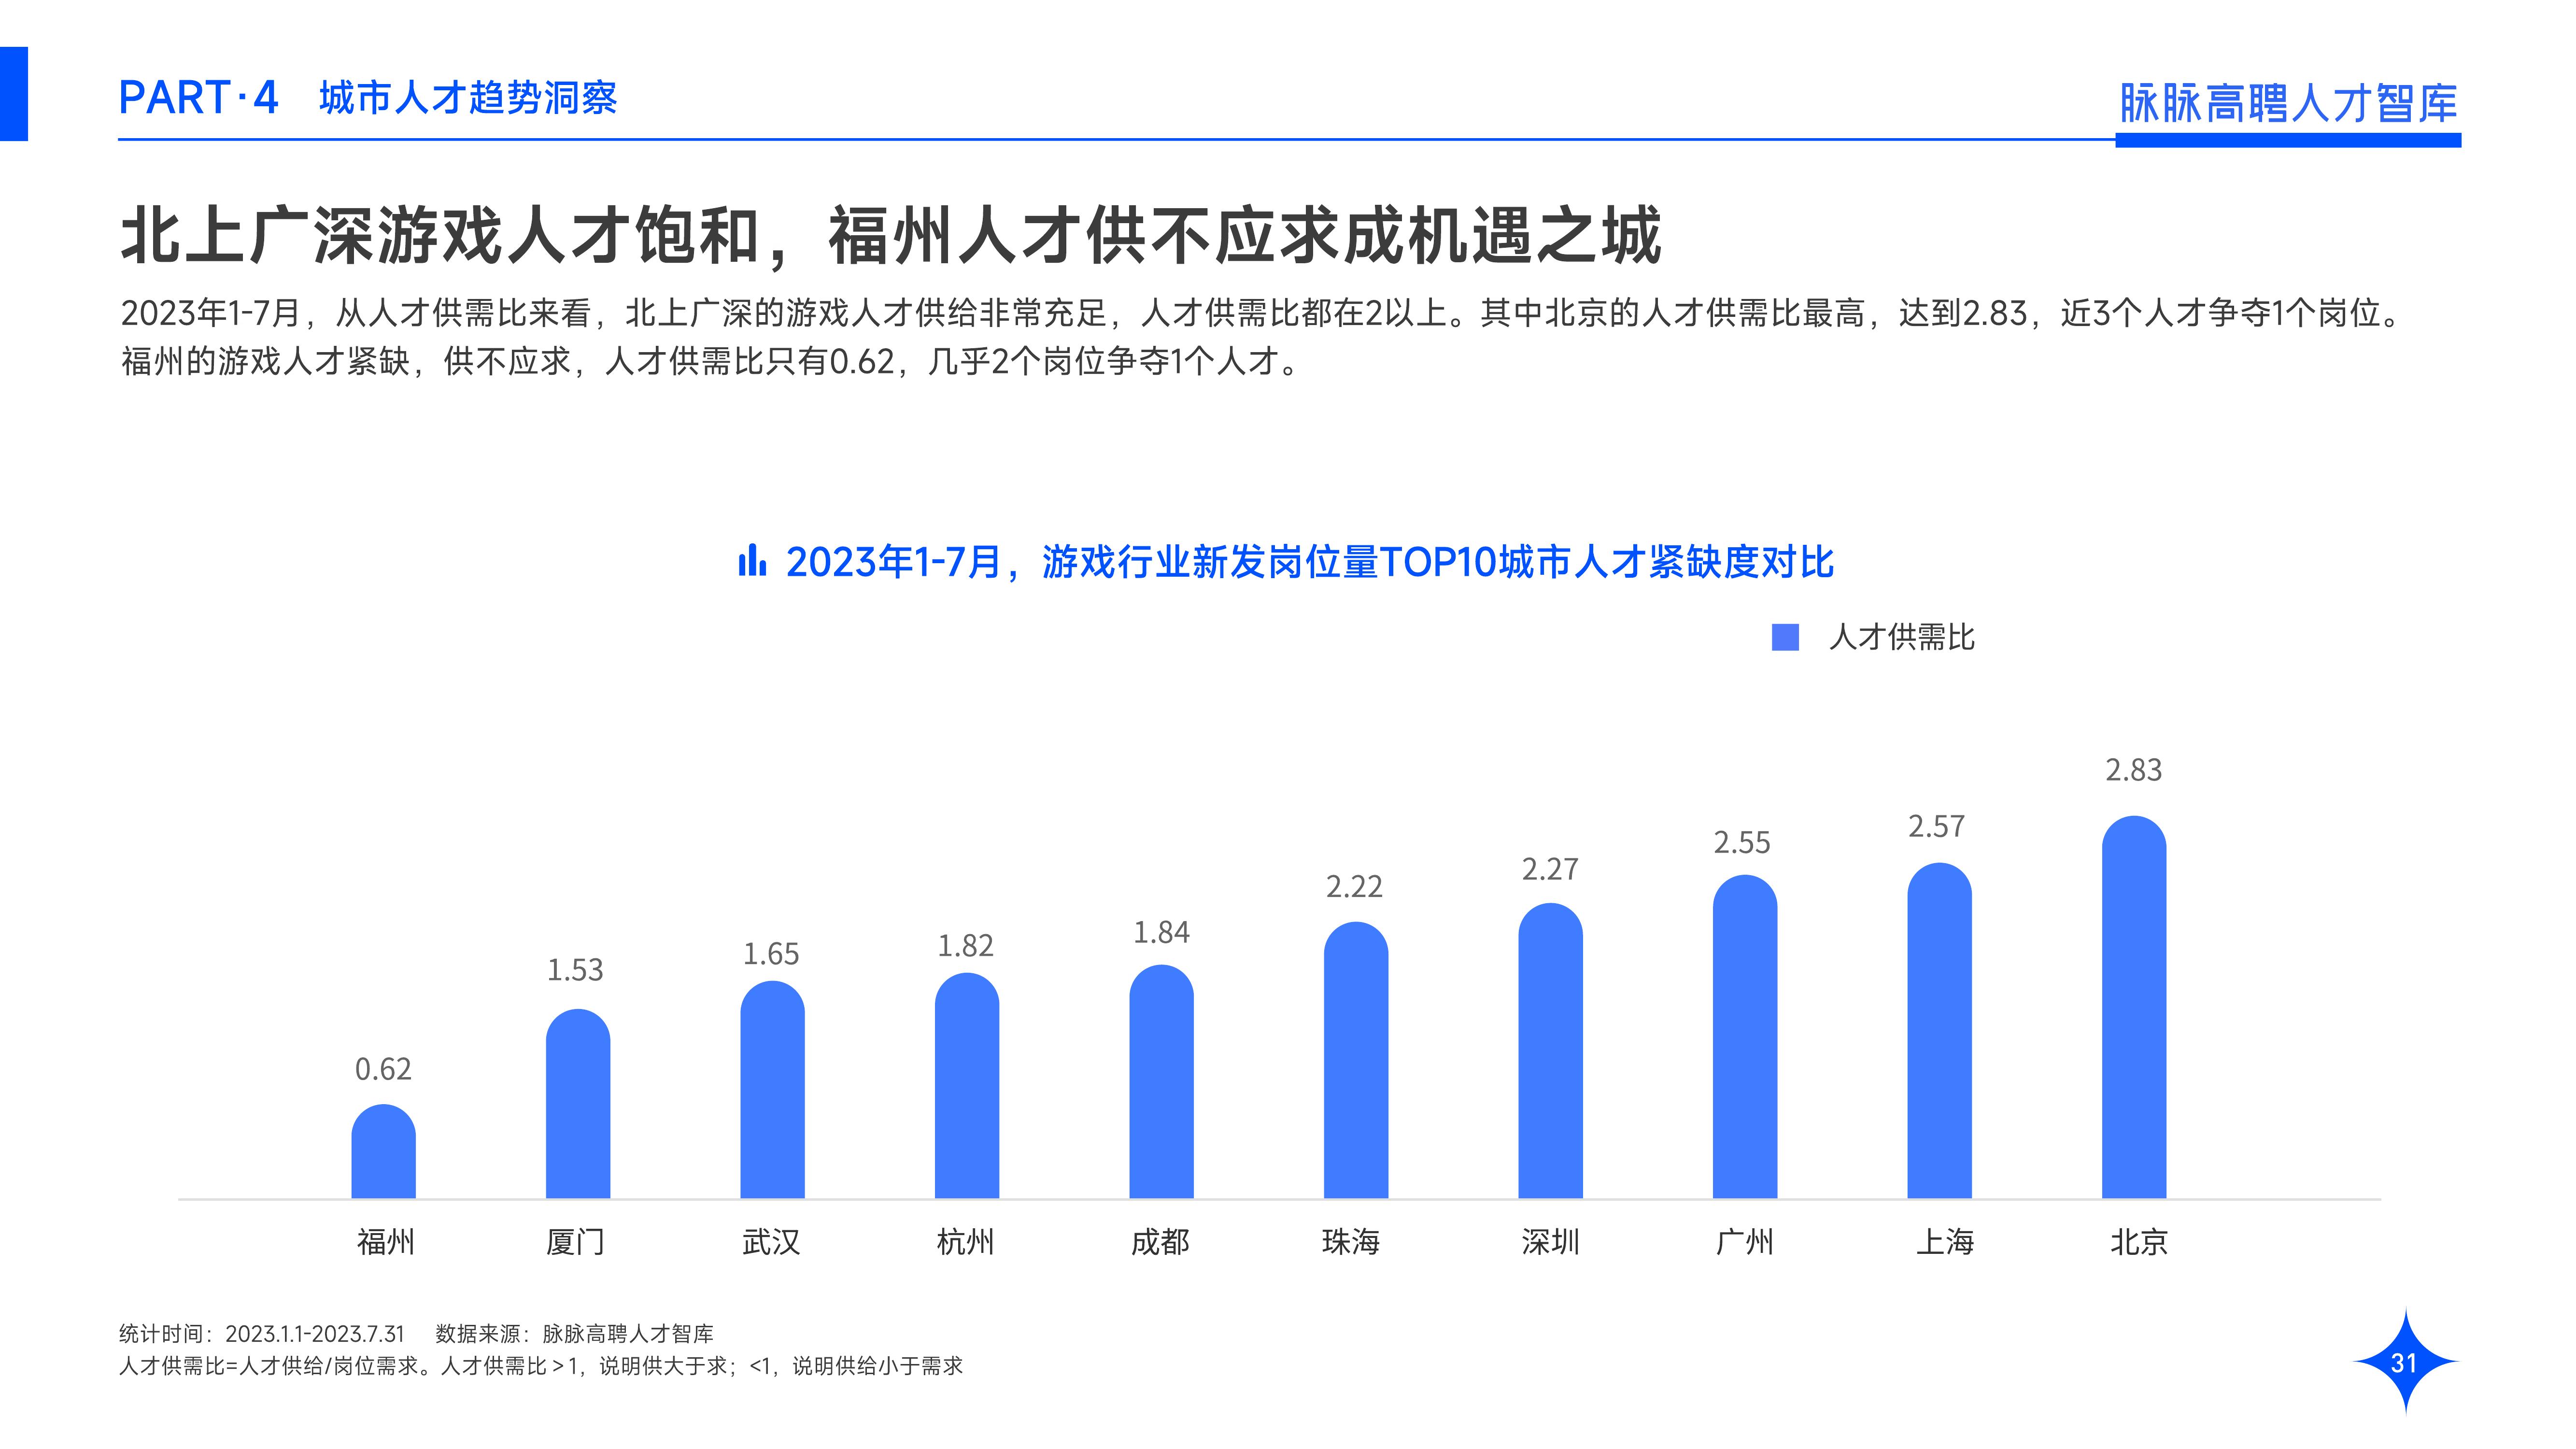 PART·4 城市人才趋势洞察
脉脉高聘人才智库
北上广深游戏人才饱和，福州人才供不应求成机遇之城
2023年1-7月，从人才供需比来看，北上广深的游戏人才供给非常充足，人才供需比都在2以上。其中北京的人才供需比最高，达到2.83，近3个人才争夺1个岗位。
福州的游戏人才紧缺，供不应求，人才供需比只有0.62，几乎2个岗位争夺1个人才。
2023年1-7月，游戏行业新发岗位量TOP10城市人才紧缺度对比
人才供需比
0.62
1.53
1.65
1.82
1.84
2.22
2.27
2.55
2.57
2.83
福州
厦门
武汉
杭州
成都
珠海
深圳
广州
上海
北京
统计时间：2023.1.1-2023.7.31 数据来源：脉脉高聘人才智库
人才供需比=人才供给/岗位需求。人才供需比＞1，说明供大于求；<1，说明供给小于需求
31